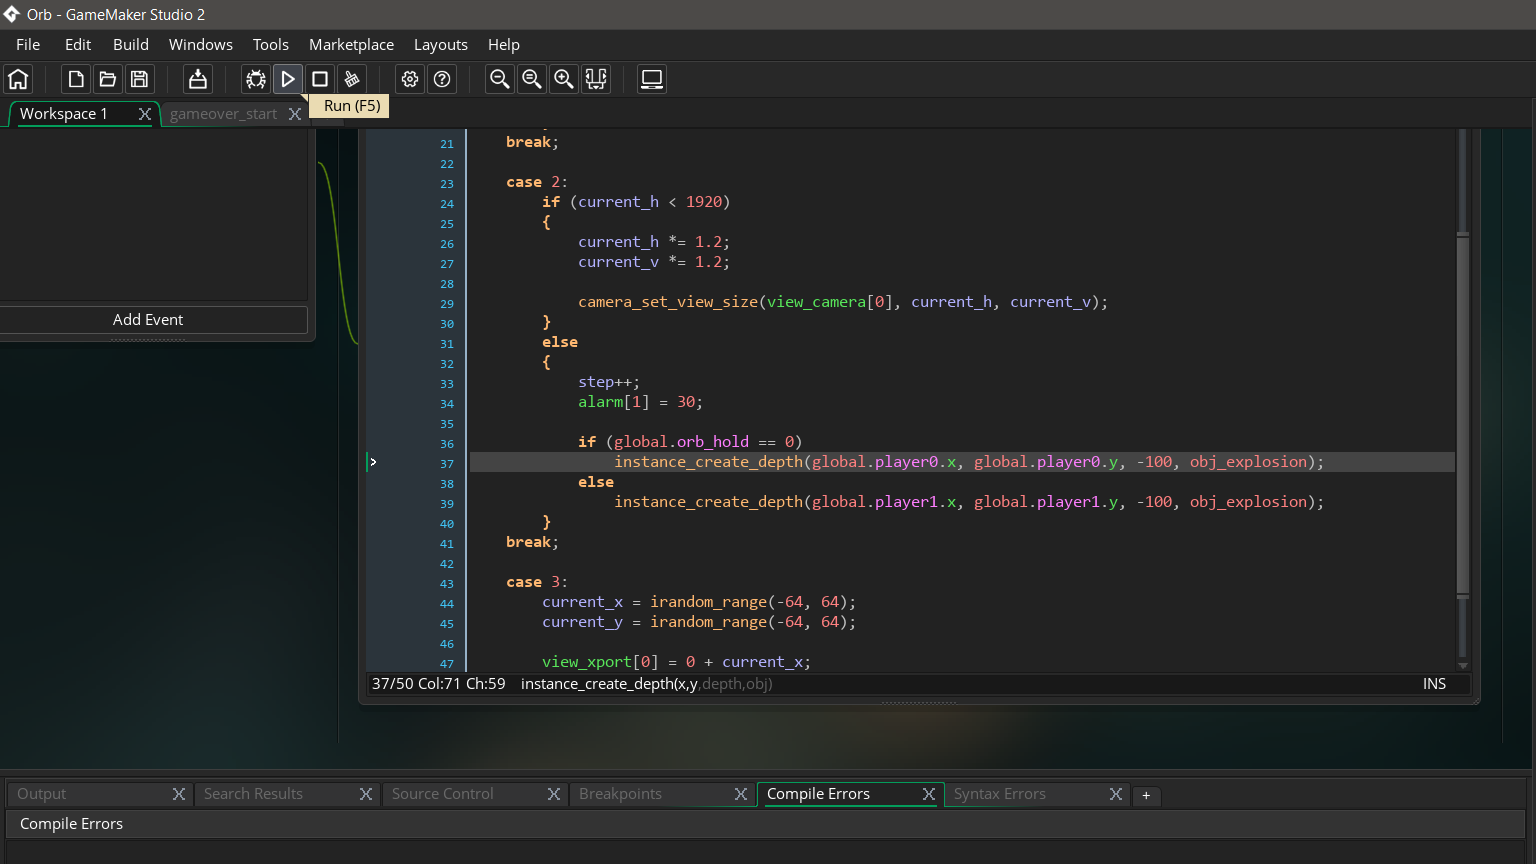 Orb - GameMaker Studio 2
File Edit Build Windows Tools Marketplace Layouts Help
Run (F5)
Workspace 1 X gameover_start X
21 break;
22
23 case 2:
24 if (current_h < 1920)
25 {
26 current_h *= 1.2;
27 current_v *= 1.2;
28
29 camera_set_view_size(view_camera[0], current_h, current_v);
30 }
31 else
32 {
33 step++;
34 alarm[1] = 30;
35
36 if (global.orb_hold == 0)
37 instance_create_depth(global.player0.x, global.player0.y, -100, obj_explosion);
38 else
39 instance_create_depth(global.player1.x, global.player1.y, -100, obj_explosion);
40 }
41 break;
42
43 case 3:
44 current_x = irandom_range(-64, 64);
45 current_y = irandom_range(-64, 64);
46
47 view_xport[0] = 0 + current_x;
Add Event
37/50 Col:71 Ch:59 instance_create_depth(x,y,depth,obj) INS
Output X Search Results X Source Control X Breakpoints X Compile Errors X Syntax Errors X +
Compile Errors